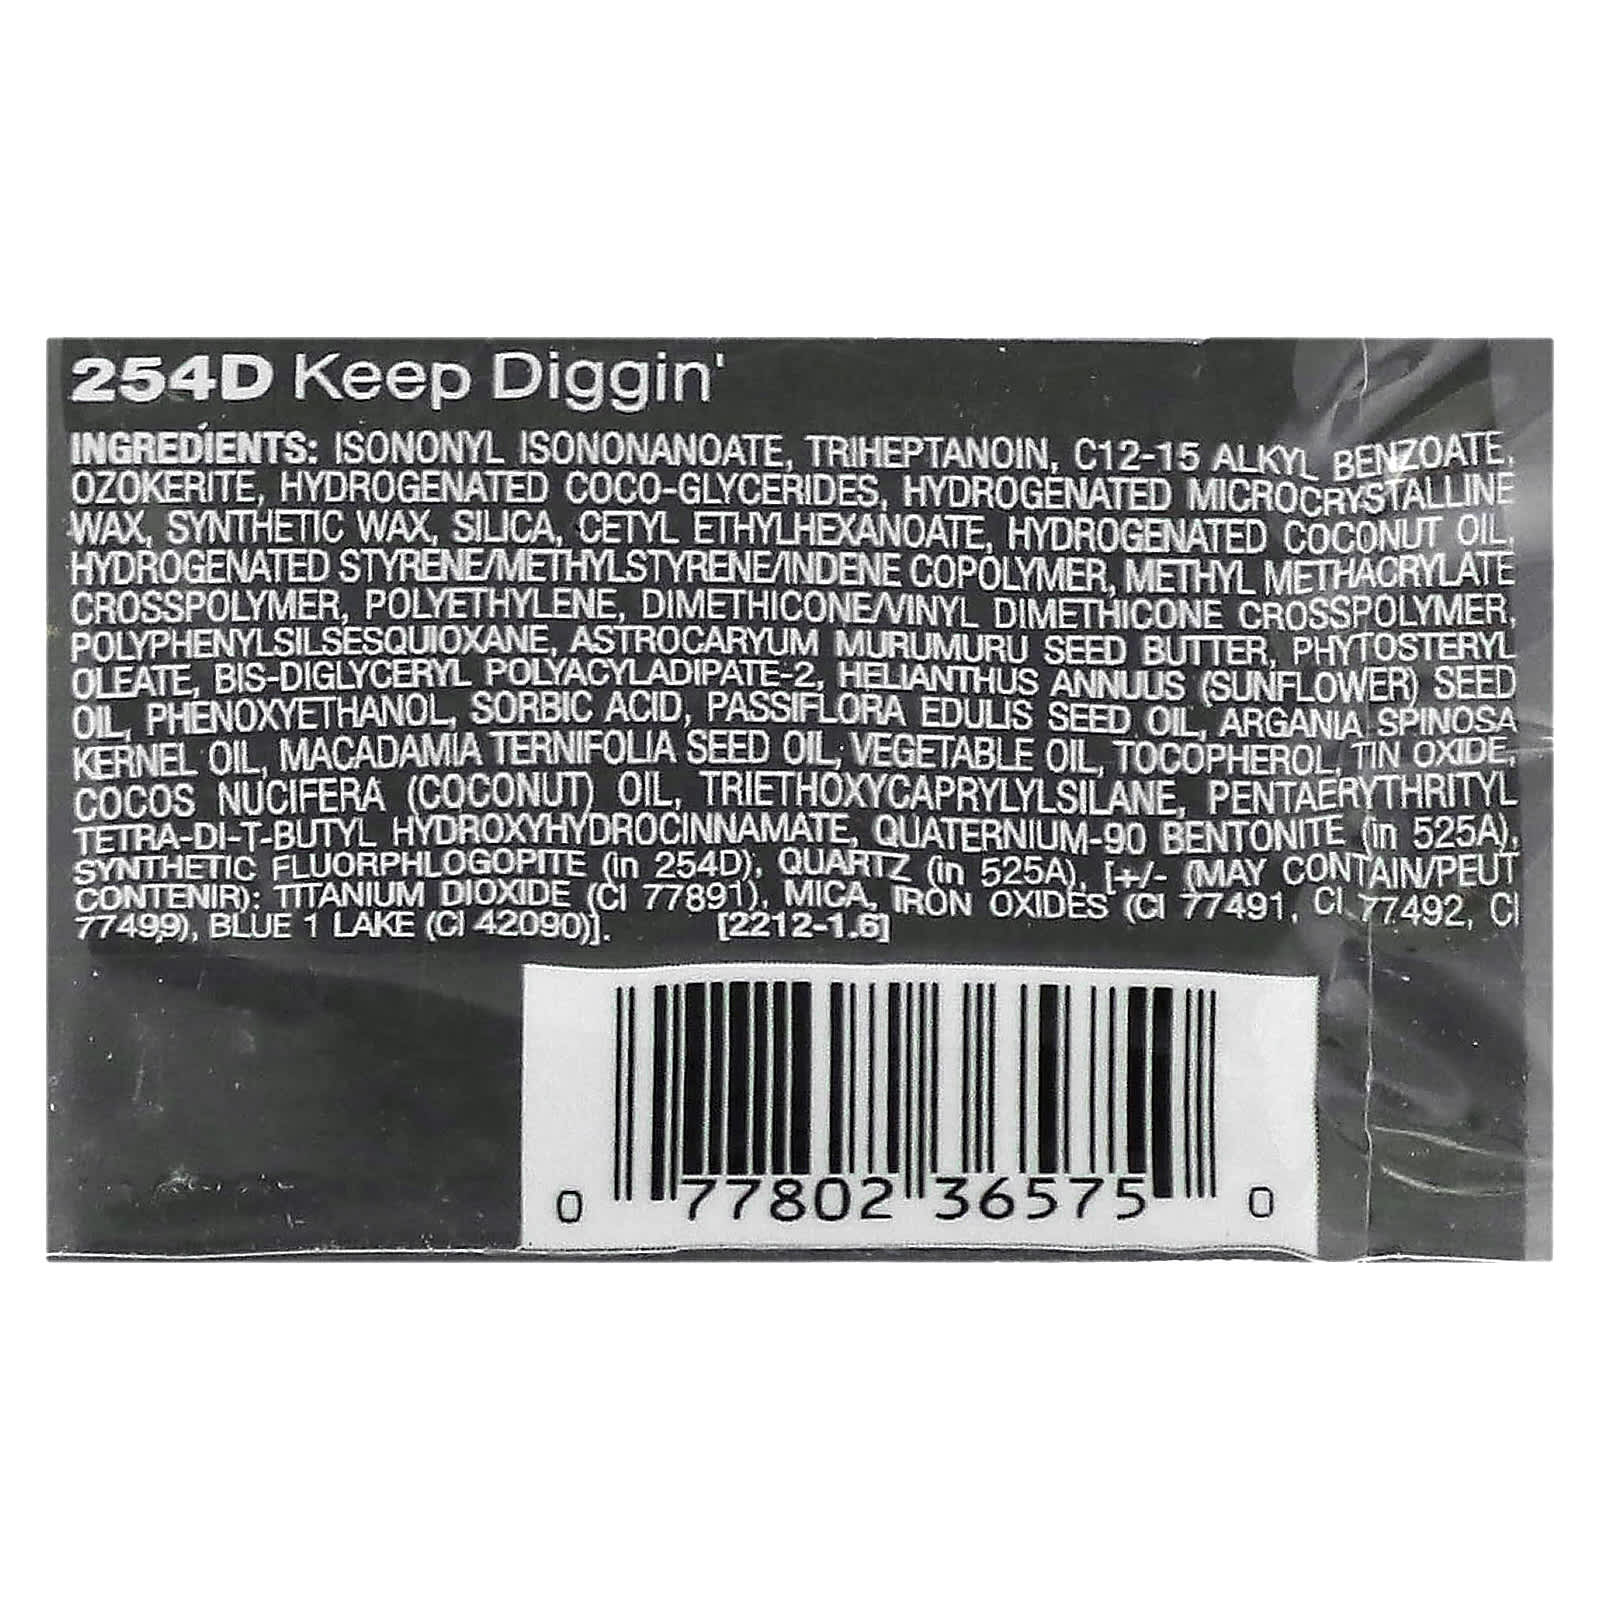 254D Keep Diggin'
INGREDIENTS: ISONONYL ISONONANOATE, TRIHEPTANOIN, C12-15 ALKYL BENZOATE,
OZOKERITE, HYDROGENATED COCO-GLYCERIDES, HYDROGENATED MICROCRYSTALLINE
WAX, SYNTHETIC WAX, SILICA, CETYL ETHYLHEXANOATE, HYDROGENATED COCONUT OIL,
HYDROGENATED STYRENE/METHYLSTYRENE/INDENE COPOLYMER, METHYL METHACRYLATE
CROSSPOLYMER, POLYETHYLENE, DIMETHICONE/VINYL DIMETHICONE CROSSPOLYMER,
POLYPHENYLSILSESQUIOXANE, ASTROCARYUM MURUMURU SEED BUTTER, PHYTOSTERYL
OLEATE, BIS-DIGLYCERYL POLYACYLADIPATE-2, HELIANTHUS ANNUUS (SUNFLOWER) SEED
OIL, PHENOXYETHANOL, SORBIC ACID, PASSIFLORA EDULIS SEED OIL, ARGANIA SPINOSA
KERNEL OIL, MACADAMIA TERNIFOLIA SEED OIL, VEGETABLE OIL, TOCOPHEROL, TIN OXIDE,
COCOS NUCIFERA (COCONUT) OIL, TRIETHOXYCAPRYLYLSILANE, PENTAERYTHRITYL
TETRA-DI-T-BUTYL HYDROXYHYDROCINNAMATE, QUATERNIUM-90 BENTONITE (in 525A),
SYNTHETIC FLUORPHLOGOPITE (in 254D), QUARTZ (in 525A), [+/- (MAY CONTAIN/PEUT
CONTENIR): TITANIUM DIOXIDE (CI 77891), MICA, IRON OXIDES (CI 77491, CI 77492, CI
77499), BLUE 1 LAKE (CI 42090)]. [2212-1.6]
0 77802 36575 0